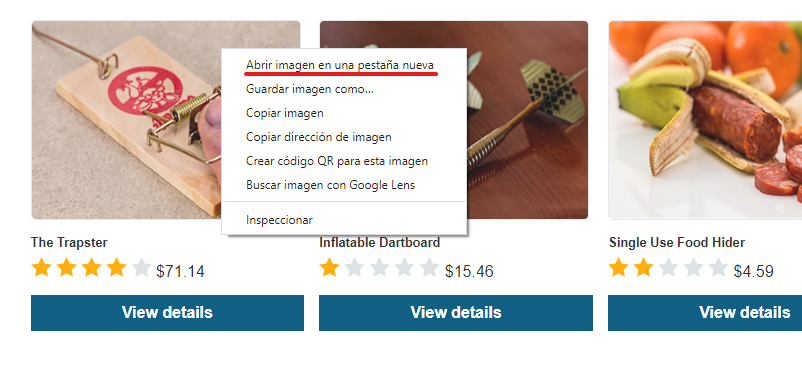 Abrir imagen en una pestaña nueva
Guardar imagen como...
Copiar imagen
Copiar dirección de imagen
Crear código QR para esta imagen
Buscar imagen con Google Lens
Inspeccionar
The Trapster
Inflatable Dartboard
Single Use Food Hider
$71.14
$15.46
$4.59
View details
View details
View details